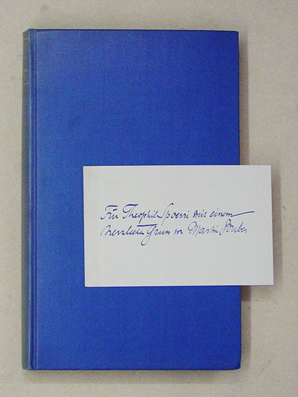 Für Theophil Spoerri mit einem
herzlichen Gruss von Martin Buber